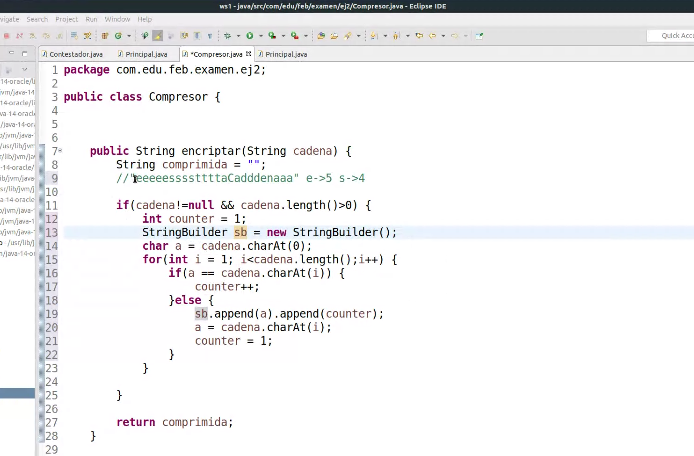 ws1 - java/src/com/edu/feb/examen/ej2/Compresor.java - Eclipse IDE
vigate Search Project Run Window Help
Quick Acce
Contestador.java Principal.java *Compresor.java Principal.java
1 package com.edu.feb.examen.ej2;
2
3 public class Compresor {
4
5
6
7 public String encriptar(String cadena) {
8 String comprimida = "";
9 //"eeeeessssttttaCadddenaaa" e->5 s->4
10
11 if(cadena!=null && cadena.length()>0) {
12 int counter = 1;
13 StringBuilder sb = new StringBuilder();
14 char a = cadena.charAt(0);
15 for(int i = 1; i<cadena.length();i++) {
16 if(a == cadena.charAt(i)) {
17 counter++;
18 }else {
19 sb.append(a).append(counter);
20 a = cadena.charAt(i);
21 counter = 1;
22 }
23 }
24
25 }
26
27 return comprimida;
28 }
29